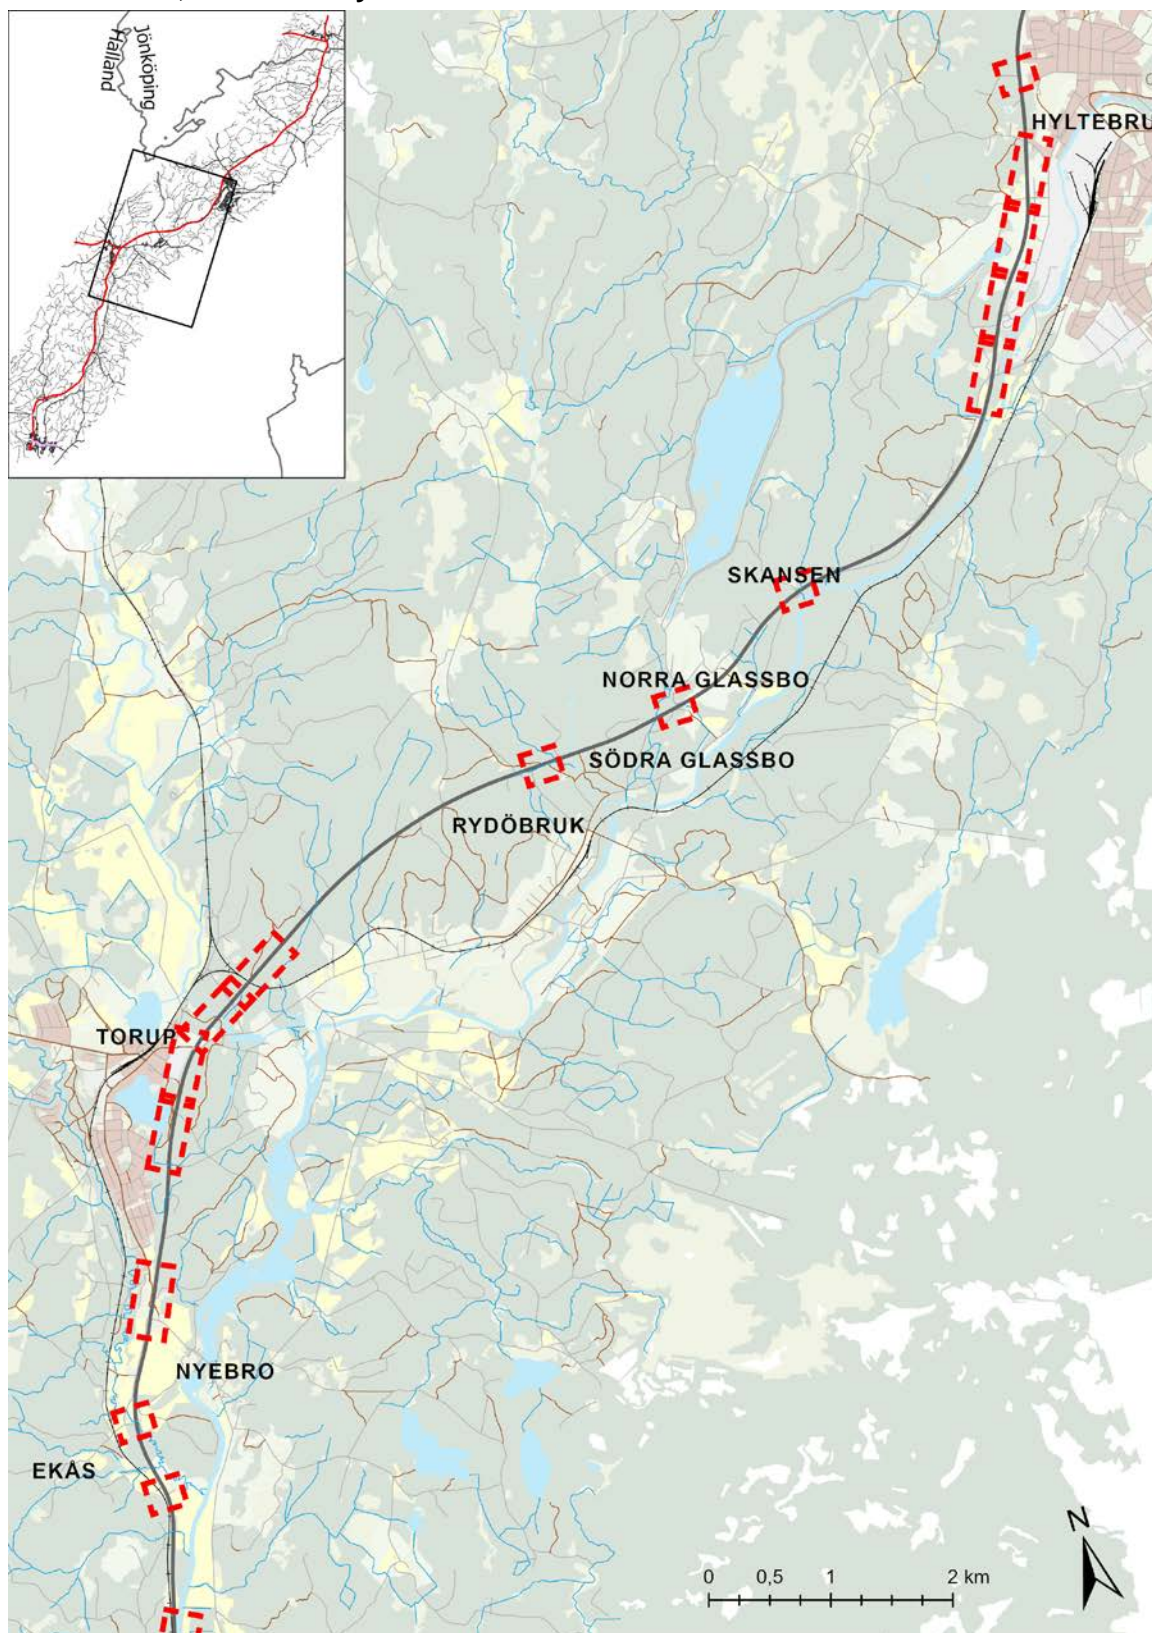 Jönköping
Halland
HYLTEBRU
SKANSEN
NORRA GLASSBO
SÖDRA GLASSBO
RYDÖBRUK
TORUP
NYEBRO
EKÅS
N
0 0,5 1 2 km